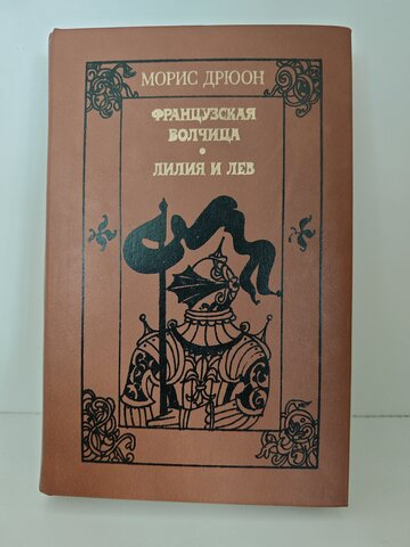 МОРИС ДРЮОН
ФРАНЦУЗСКАЯ
ВОЛЧИЦА
•
ЛИЛИЯ И ЛЕВ